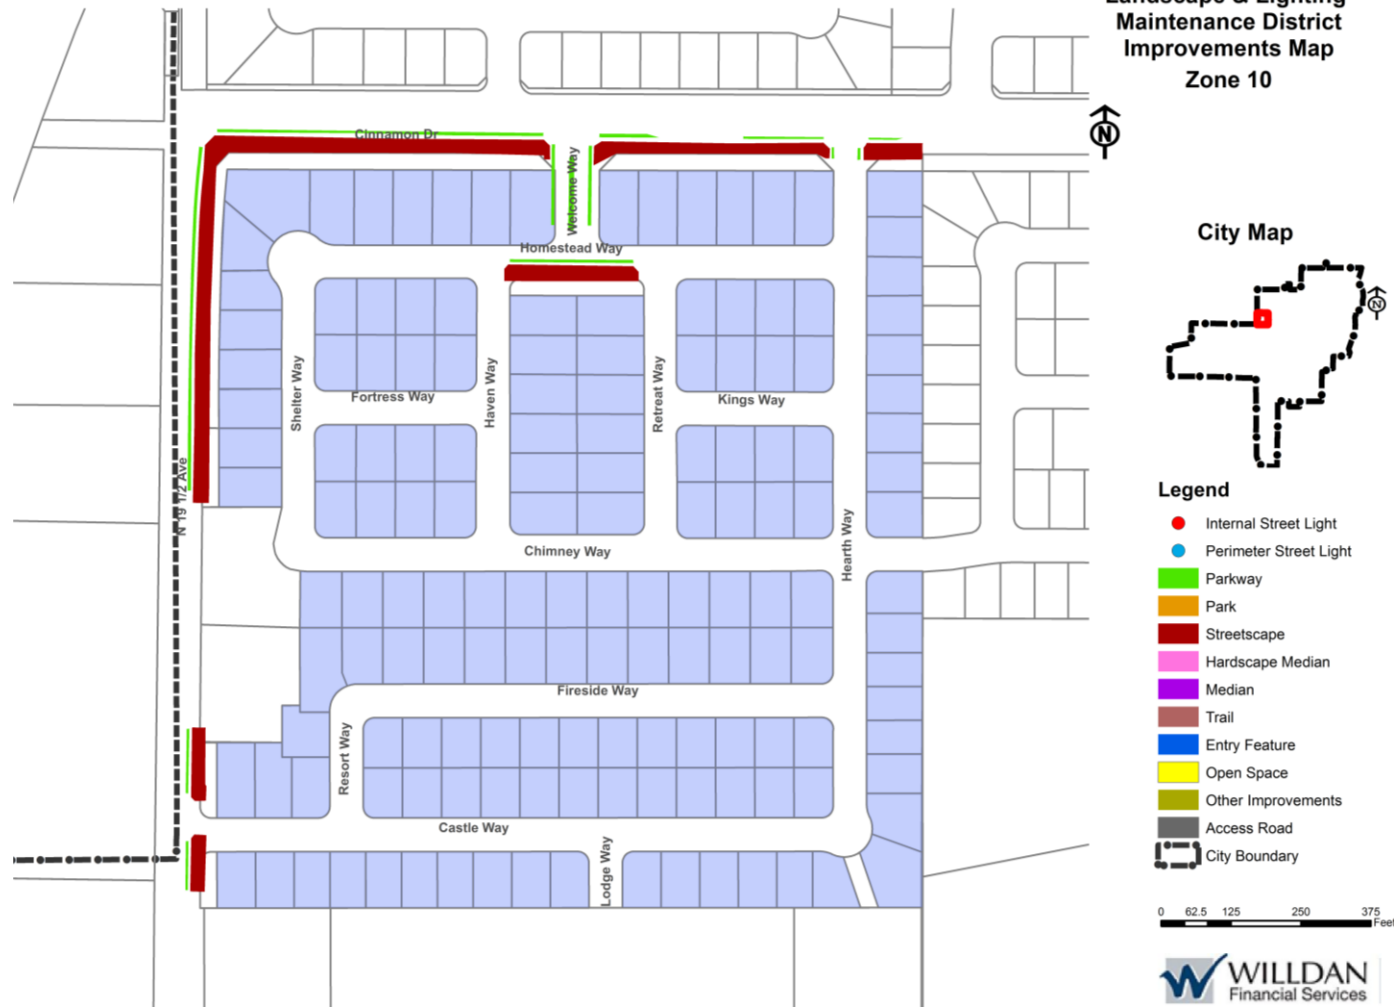 Landscape & Lighting
Maintenance District
Improvements Map
Zone 10
N
City Map
N
Cinnamon Dr
Welcome Way
Homestead Way
Shelter Way
Fortress Way
Haven Way
Retreat Way
Kings Way
N 19 1/2 Ave
Chimney Way
Hearth Way
Fireside Way
Resort Way
Castle Way
Lodge Way
Legend
Internal Street Light
Perimeter Street Light
Parkway
Park
Streetscape
Hardscape Median
Median
Trail
Entry Feature
Open Space
Other Improvements
Access Road
City Boundary
0 62.5 125 250 375
Feet
WILLDAN
Financial Services